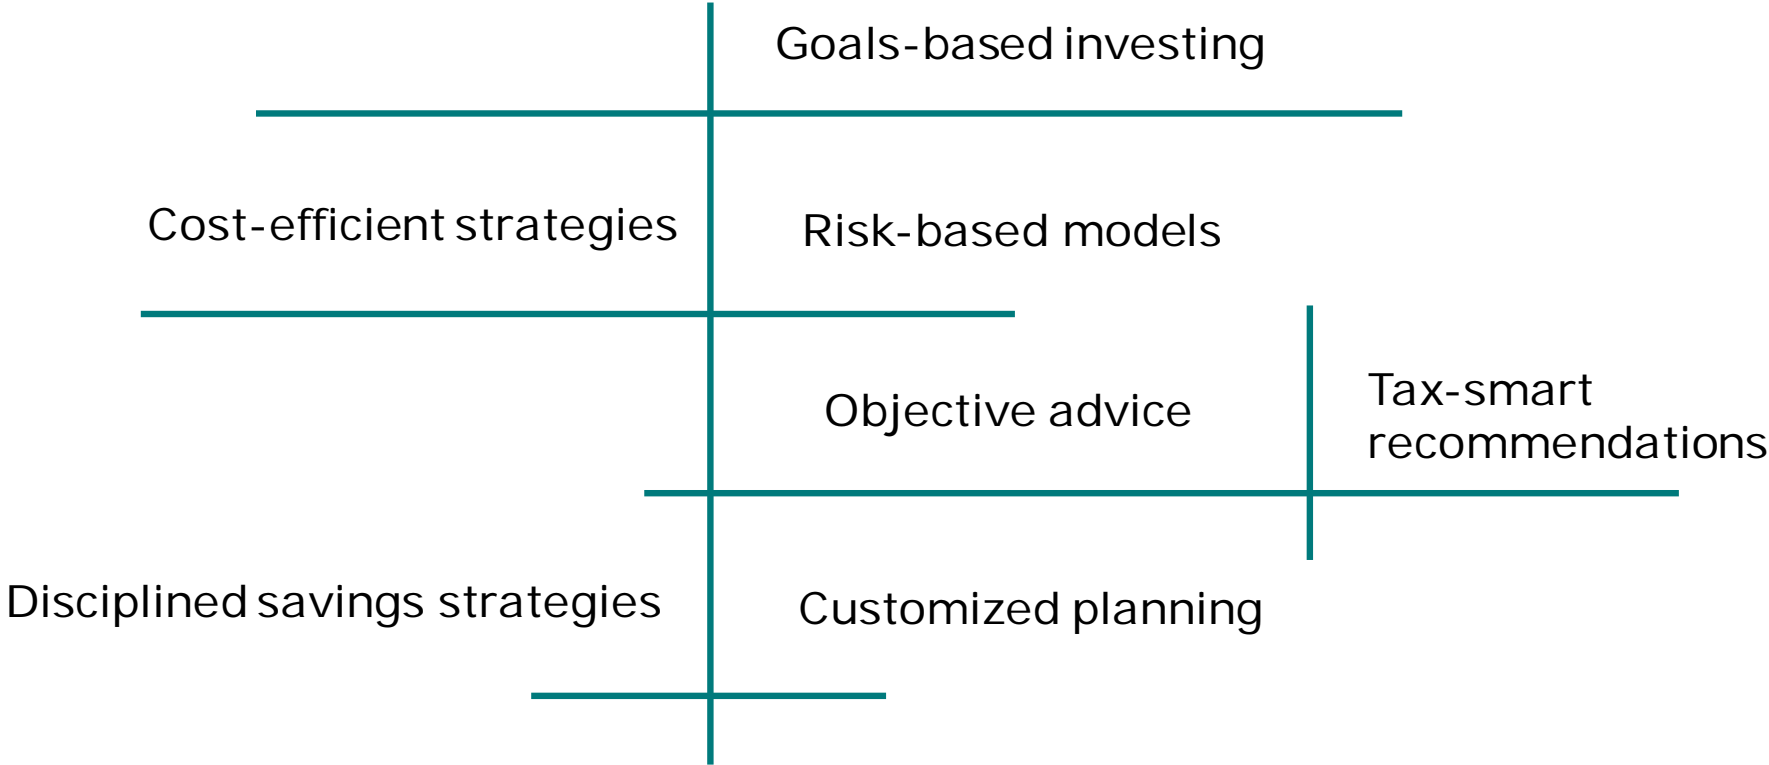 Goals-based investing
Cost-efficient strategies
Risk-based models
Objective advice
Tax-smart
recommendations
Disciplined savings strategies
Customized planning